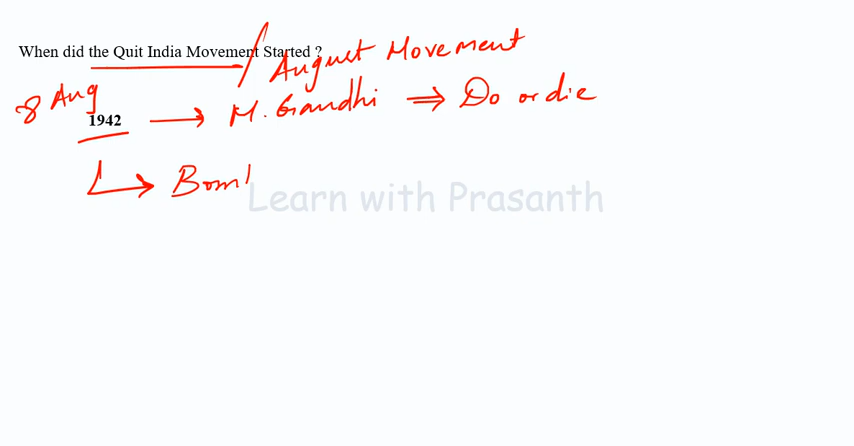 When did the Quit India Movement Started ?
/ August Movement
8 Aug
1942 → M. Gandhi ⇒ Do or die
↳ Bom
Learn with Prasanth